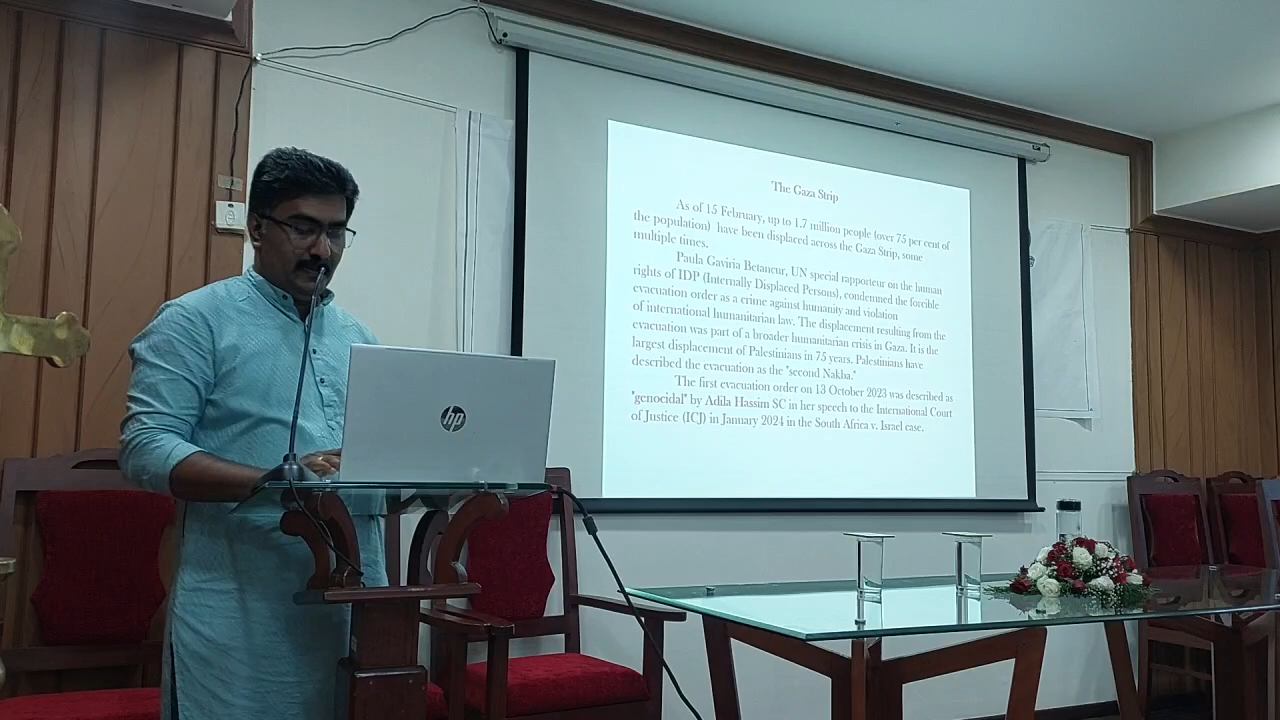 The Gaza Strip
As of 15 February, up to 1.7 million people (over 75 per cent of
the population) have been displaced across the Gaza Strip, some
multiple times.
Paula Gaviria Betancur, UN special rapporteur on the human
rights of IDP (Internally Displaced Persons), condemned the forcible
evacuation order as a crime against humanity and violation
of international humanitarian law. The displacement resulting from the
evacuation was part of a broader humanitarian crisis in Gaza. It is the
largest displacement of Palestinians in 75 years. Palestinians have
described the evacuation as the "second Nakba."
The first evacuation order on 13 October 2023 was described as
"genocidal" by Adila Hassim SC in her speech to the International Court
of Justice (ICJ) in January 2024 in the South Africa v. Israel case.
hp